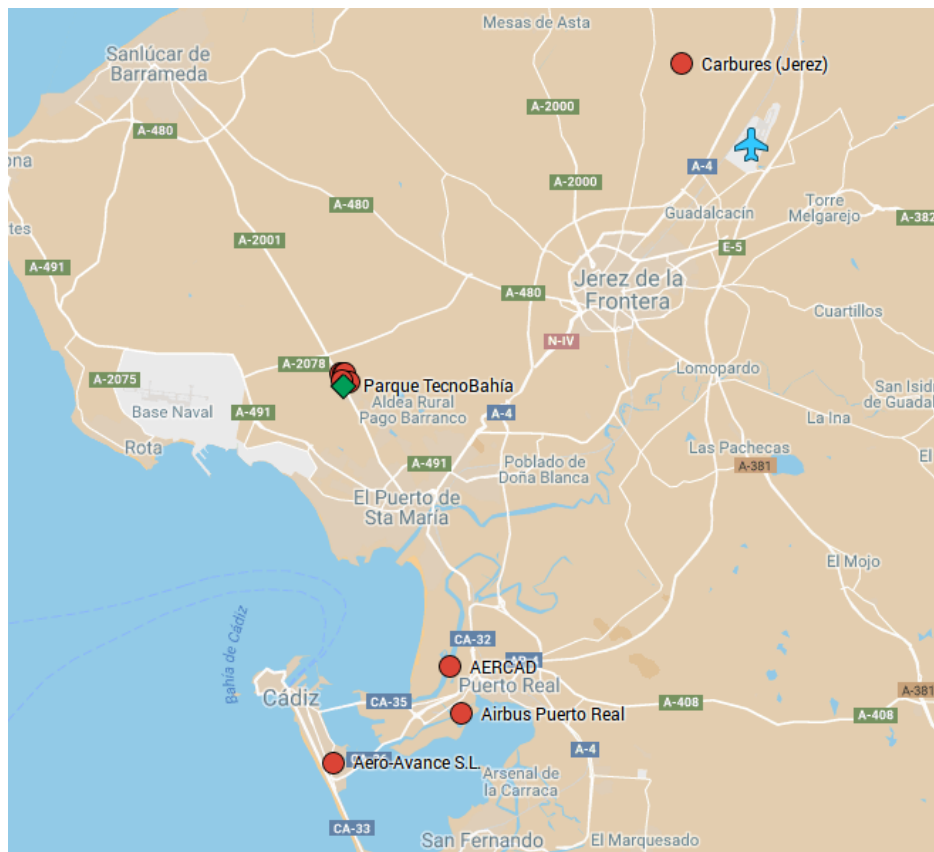 Mesas de Asta
Sanlúcar de
Barrameda
Carbures (Jerez)
A-2000
A-480
ona
A-4
A-2000
Torre
Melgarejo
A-480
Guadalcacín
A-382
tes
A-2001
E-5
A-491
Jerez de la
Frontera
A-480
Cuartillos
N-IV
A-2078
Lomopardo
A-2075
Parque TecnoBahía
San Isid
de Guadal
Aldea Rural
Pago Barranco
Base Naval
A-491
A-4
La Ina
Rota
Las Pachecas
El
A-491
Poblado de
Doña Blanca
A-381
El Puerto de
Sta María
El Mojo
Bahía de Cádiz
CA-32
AERCAD
Puerto Real
A-381
Cádiz
CA-35
A-408
Airbus Puerto Real
A-408
A-4
Aero-Avance S.L.
Arsenal de
la Carraca
CA-33
San Fernando
El Marquesado